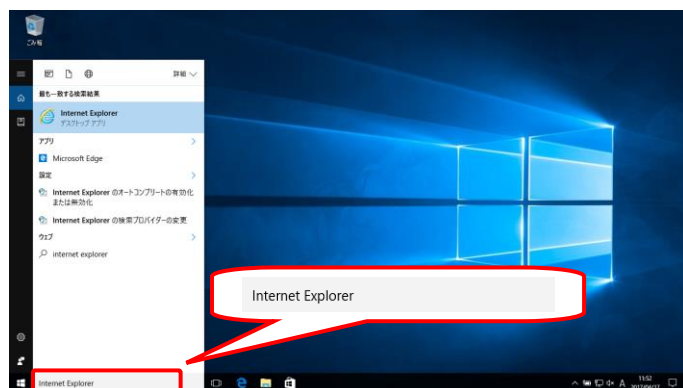 ごみ箱
詳細
最も一致する検索結果
Internet Explorer
デスクトップ アプリ
アプリ
Microsoft Edge
設定
Internet Explorer のオートコンプリートの有効化
または無効化
Internet Explorer の検索プロバイダーの変更
ウェブ
internet explorer
Internet Explorer
Internet Explorer
A
11:52
2017/04/17